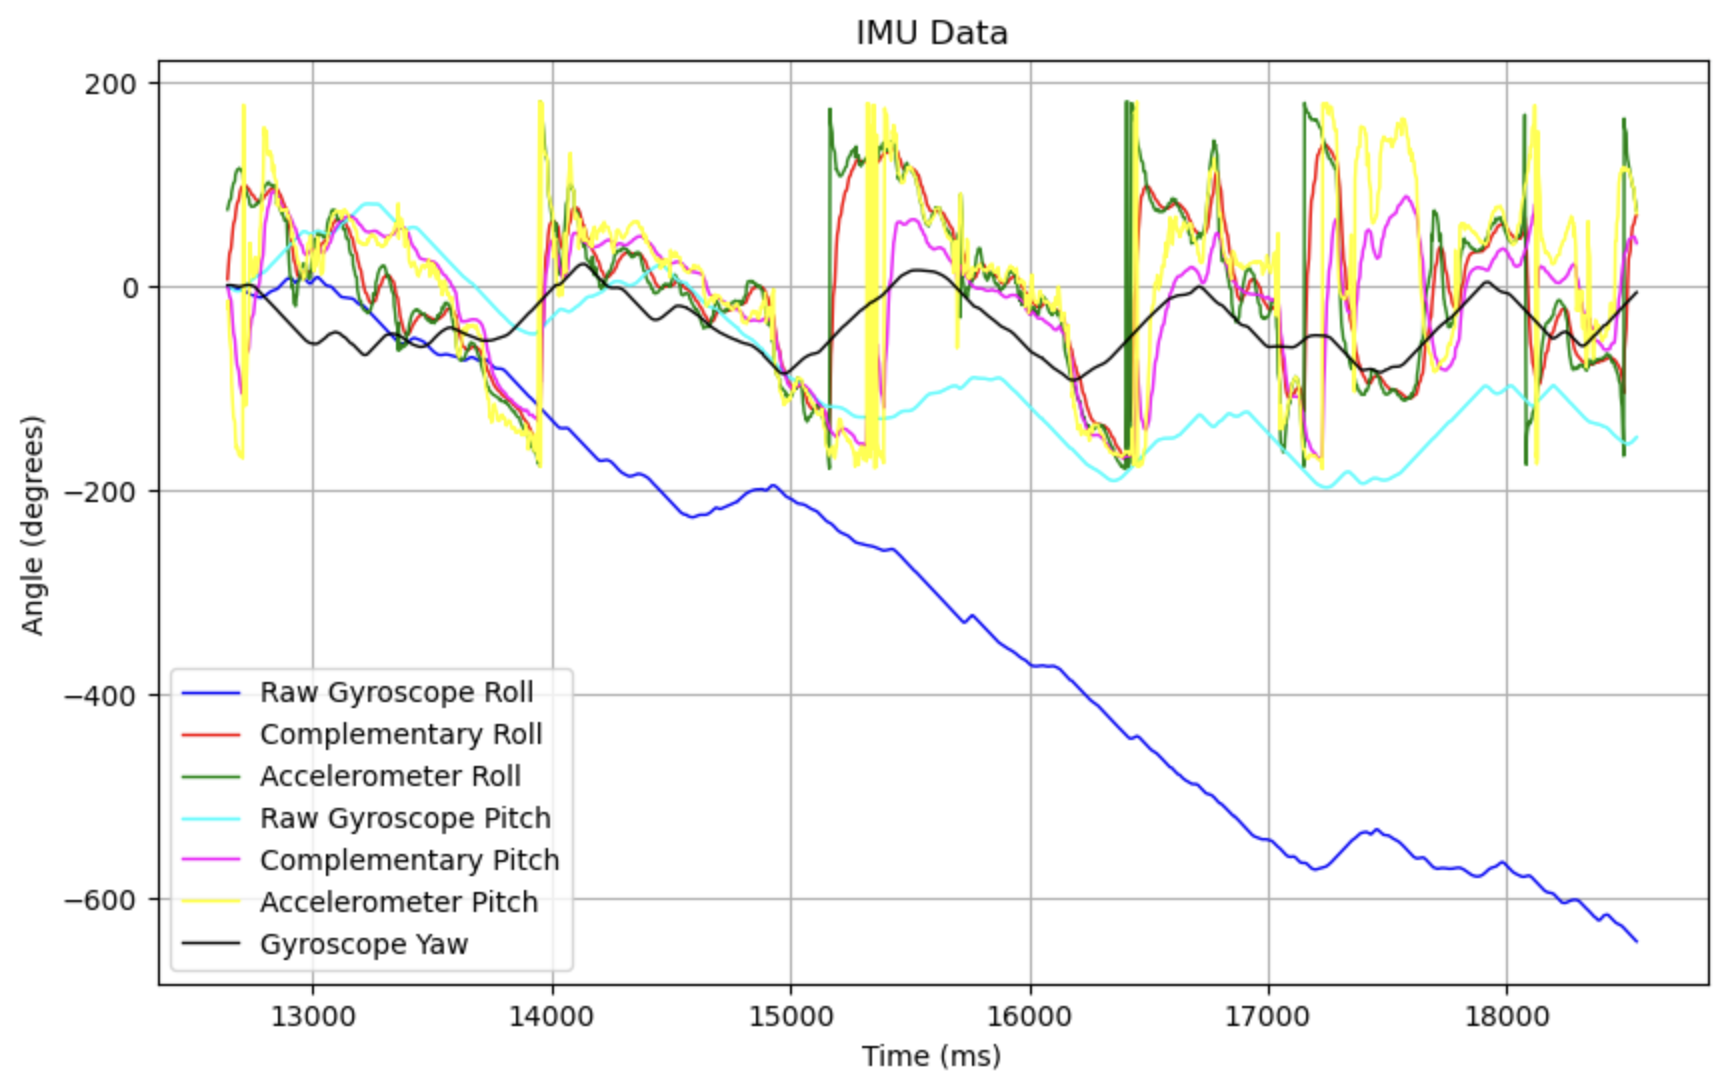 IMU Data
200
0
−200
−400
−600
Angle (degrees)
Raw Gyroscope Roll
Complementary Roll
Accelerometer Roll
Raw Gyroscope Pitch
Complementary Pitch
Accelerometer Pitch
Gyroscope Yaw
13000 14000 15000 16000 17000 18000
Time (ms)